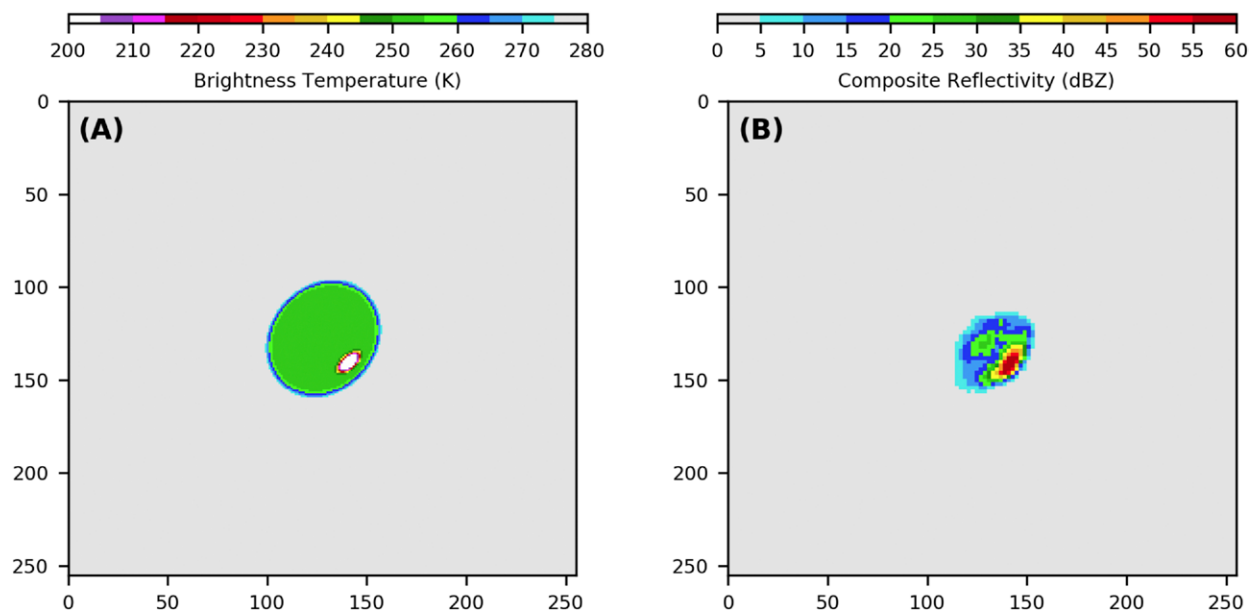 200 210 220 230 240 250 260 270 280
Brightness Temperature (K)
0 5 10 15 20 25 30 35 40 45 50 55 60
Composite Reflectivity (dBZ)
(A)
0
50
100
150
200
250
0 50 100 150 200 250
(B)
0
50
100
150
200
250
0 50 100 150 200 250